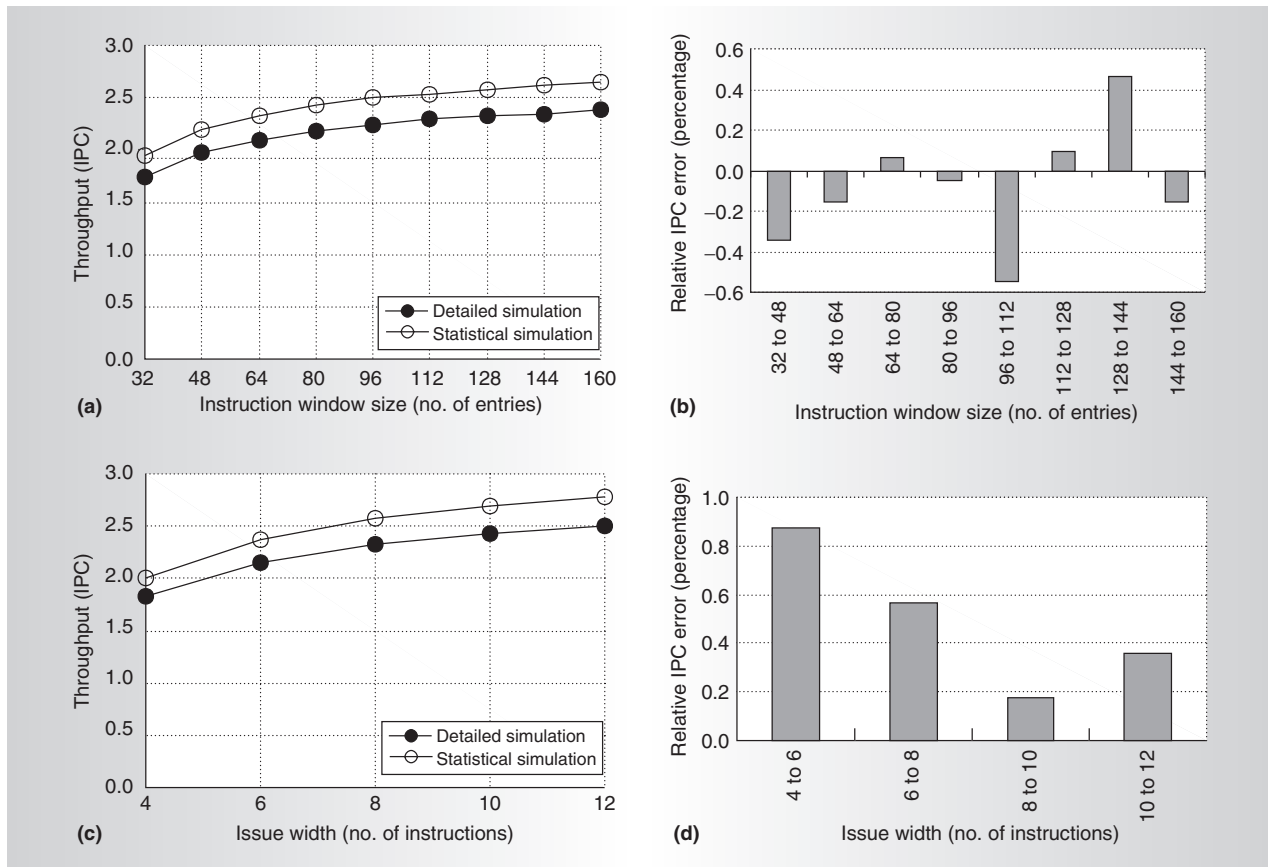 3.0
2.5
2.0
1.5
1.0
0.5
0.0
Throughput (IPC)
Detailed simulation
Statistical simulation
32 48 64 80 96 112 128 144 160
(a) Instruction window size (no. of entries)
0.6
0.4
0.2
0.0
−0.2
−0.4
−0.6
Relative IPC error (percentage)
32 to 48
48 to 64
64 to 80
80 to 96
96 to 112
112 to 128
128 to 144
144 to 160
(b) Instruction window size (no. of entries)
3.0
2.5
2.0
1.5
1.0
0.5
0.0
Throughput (IPC)
Detailed simulation
Statistical simulation
4 6 8 10 12
(c) Issue width (no. of instructions)
1.0
0.8
0.6
0.4
0.2
0.0
Relative IPC error (percentage)
4 to 6
6 to 8
8 to 10
10 to 12
(d) Issue width (no. of instructions)